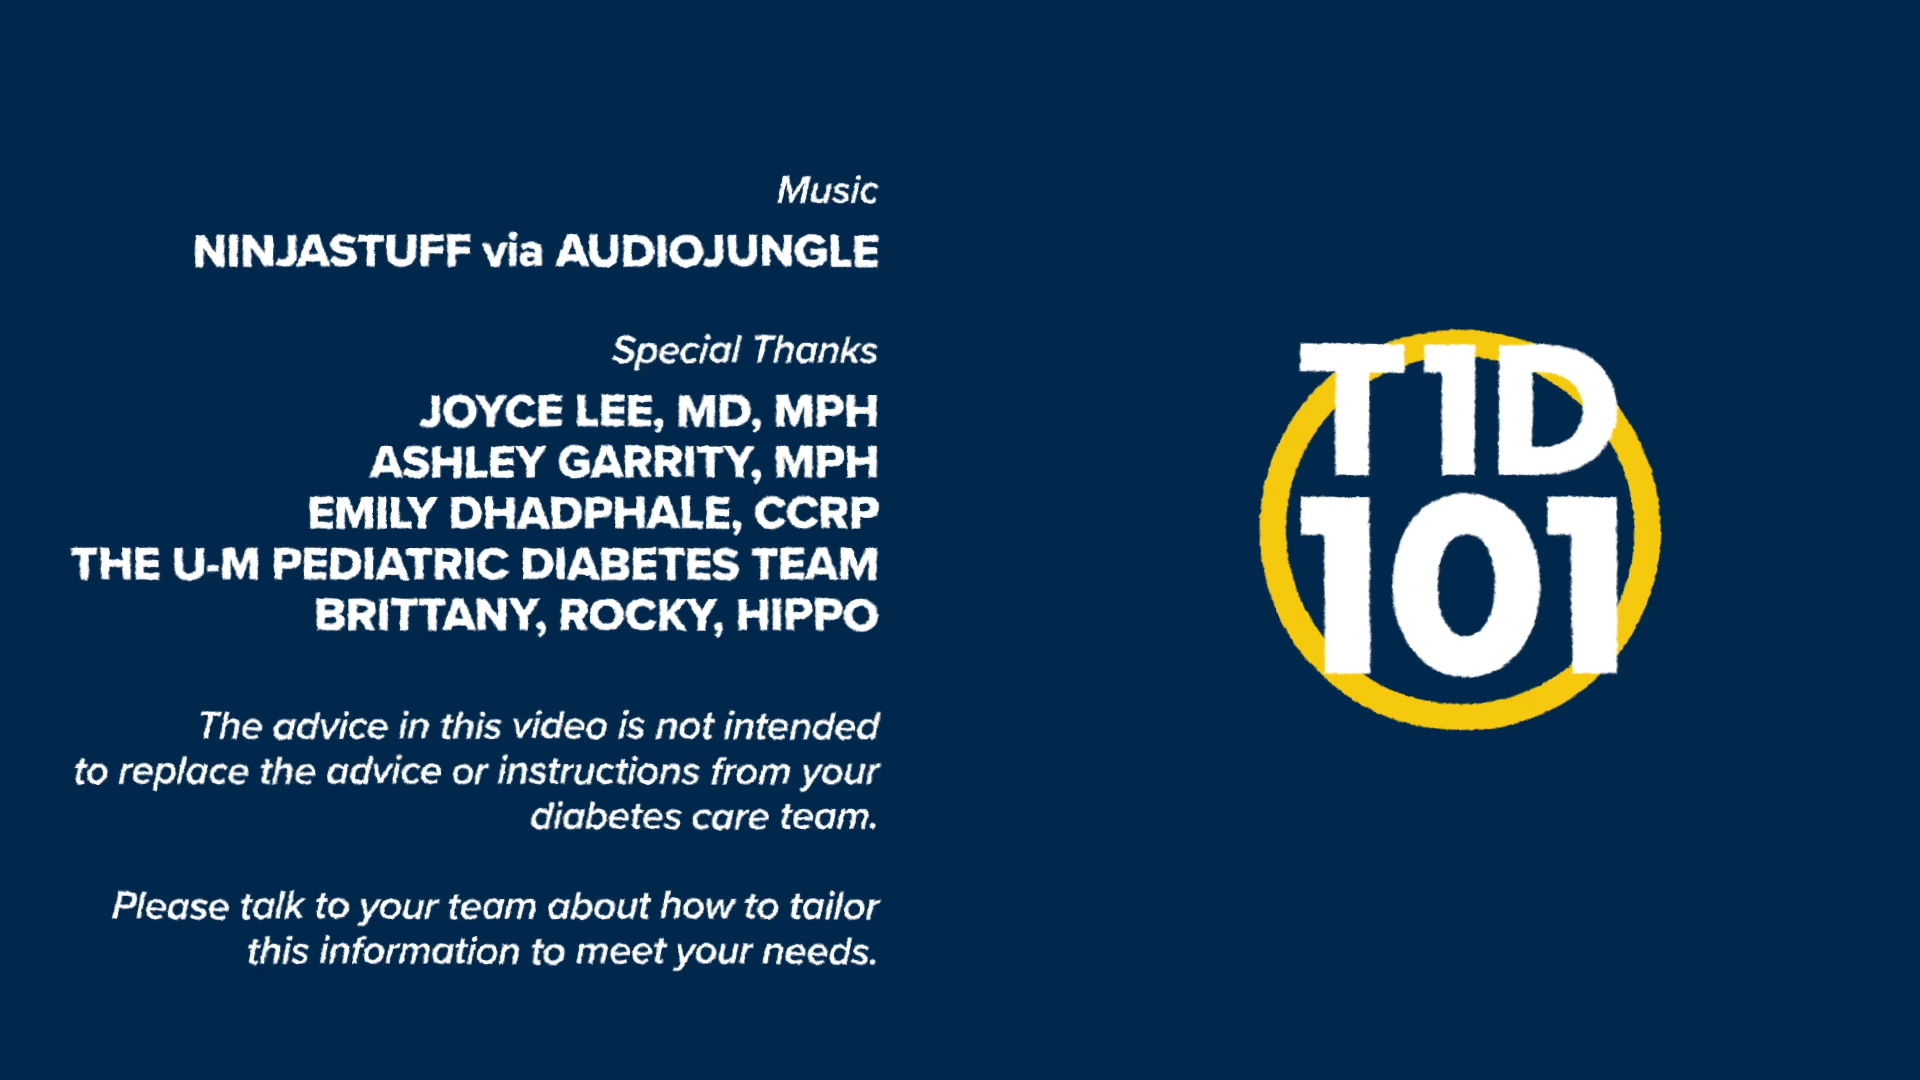 Music
NINJASTUFF via AUDIOJUNGLE
Special Thanks
JOYCE LEE, MD, MPH
ASHLEY GARRITY, MPH
EMILY DHADPHALE, CCRP
THE U-M PEDIATRIC DIABETES TEAM
BRITTANY, ROCKY, HIPPO
The advice in this video is not intended
to replace the advice or instructions from your
diabetes care team.
Please talk to your team about how to tailor
this information to meet your needs.
T1D
101